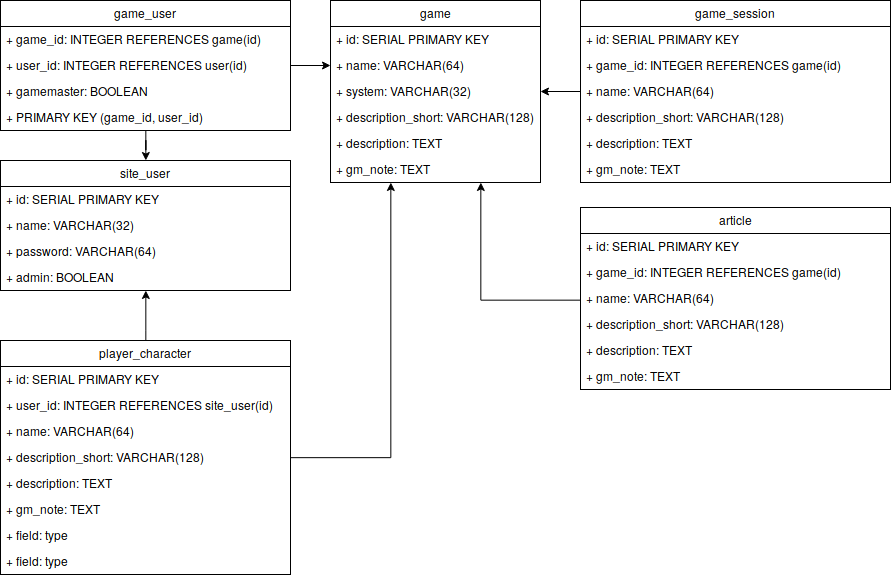 game_user
+ game_id: INTEGER REFERENCES game(id)
+ user_id: INTEGER REFERENCES user(id)
+ gamemaster: BOOLEAN
+ PRIMARY KEY (game_id, user_id)
site_user
+ id: SERIAL PRIMARY KEY
+ name: VARCHAR(32)
+ password: VARCHAR(64)
+ admin: BOOLEAN
player_character
+ id: SERIAL PRIMARY KEY
+ user_id: INTEGER REFERENCES site_user(id)
+ name: VARCHAR(64)
+ description_short: VARCHAR(128)
+ description: TEXT
+ gm_note: TEXT
+ field: type
+ field: type
game
+ id: SERIAL PRIMARY KEY
+ name: VARCHAR(64)
+ system: VARCHAR(32)
+ description_short: VARCHAR(128)
+ description: TEXT
+ gm_note: TEXT
game_session
+ id: SERIAL PRIMARY KEY
+ game_id: INTEGER REFERENCES game(id)
+ name: VARCHAR(64)
+ description_short: VARCHAR(128)
+ description: TEXT
+ gm_note: TEXT
article
+ id: SERIAL PRIMARY KEY
+ game_id: INTEGER REFERENCES game(id)
+ name: VARCHAR(64)
+ description_short: VARCHAR(128)
+ description: TEXT
+ gm_note: TEXT